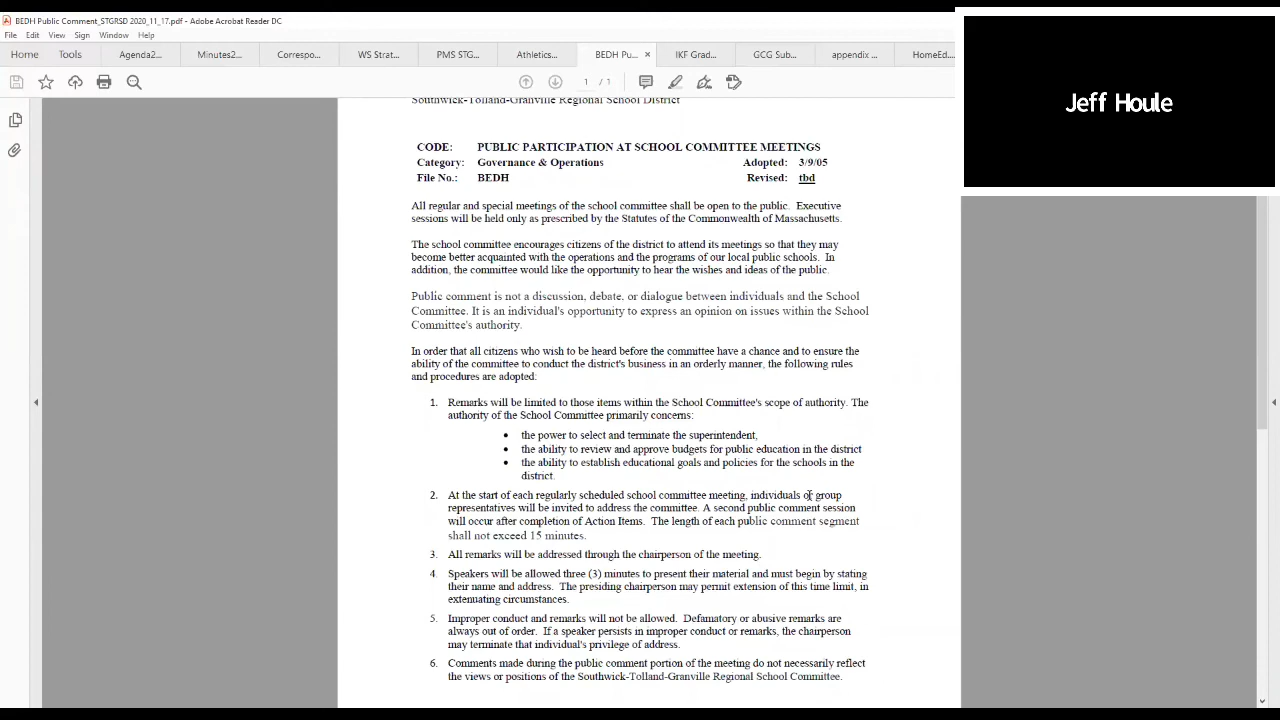 BEDH Public Comment_STGRSD 2020_11_17.pdf - Adobe Acrobat Reader DC
File Edit View Sign Window Help
Home Tools Agenda2... Minutes2... Correspo... WS Strat... PMS STG... Athletics... BEDH Pu... × IKF Grad... GCG Sub... appendix ... HomeEd...
1 / 1
Jeff Houle
Southwick-Tolland-Granville Regional School District
CODE: PUBLIC PARTICIPATION AT SCHOOL COMMITTEE MEETINGS
Category: Governance & Operations Adopted: 3/9/05
File No.: BEDH Revised: tbd
All regular and special meetings of the school committee shall be open to the public. Executive
sessions will be held only as prescribed by the Statutes of the Commonwealth of Massachusetts.
The school committee encourages citizens of the district to attend its meetings so that they may
become better acquainted with the operations and the programs of our local public schools. In
addition, the committee would like the opportunity to hear the wishes and ideas of the public.
Public comment is not a discussion, debate, or dialogue between individuals and the School
Committee. It is an individual's opportunity to express an opinion on issues within the School
Committee's authority.
In order that all citizens who wish to be heard before the committee have a chance and to ensure the
ability of the committee to conduct the district's business in an orderly manner, the following rules
and procedures are adopted:
1. Remarks will be limited to those items within the School Committee's scope of authority. The
authority of the School Committee primarily concerns:
• the power to select and terminate the superintendent,
• the ability to review and approve budgets for public education in the district
• the ability to establish educational goals and policies for the schools in the
district.
2. At the start of each regularly scheduled school committee meeting, individuals or group
representatives will be invited to address the committee. A second public comment session
will occur after completion of Action Items. The length of each public comment segment
shall not exceed 15 minutes.
3. All remarks will be addressed through the chairperson of the meeting.
4. Speakers will be allowed three (3) minutes to present their material and must begin by stating
their name and address. The presiding chairperson may permit extension of this time limit, in
extenuating circumstances.
5. Improper conduct and remarks will not be allowed. Defamatory or abusive remarks are
always out of order. If a speaker persists in improper conduct or remarks, the chairperson
may terminate that individual's privilege of address.
6. Comments made during the public comment portion of the meeting do not necessarily reflect
the views or positions of the Southwick-Tolland-Granville Regional School Committee.